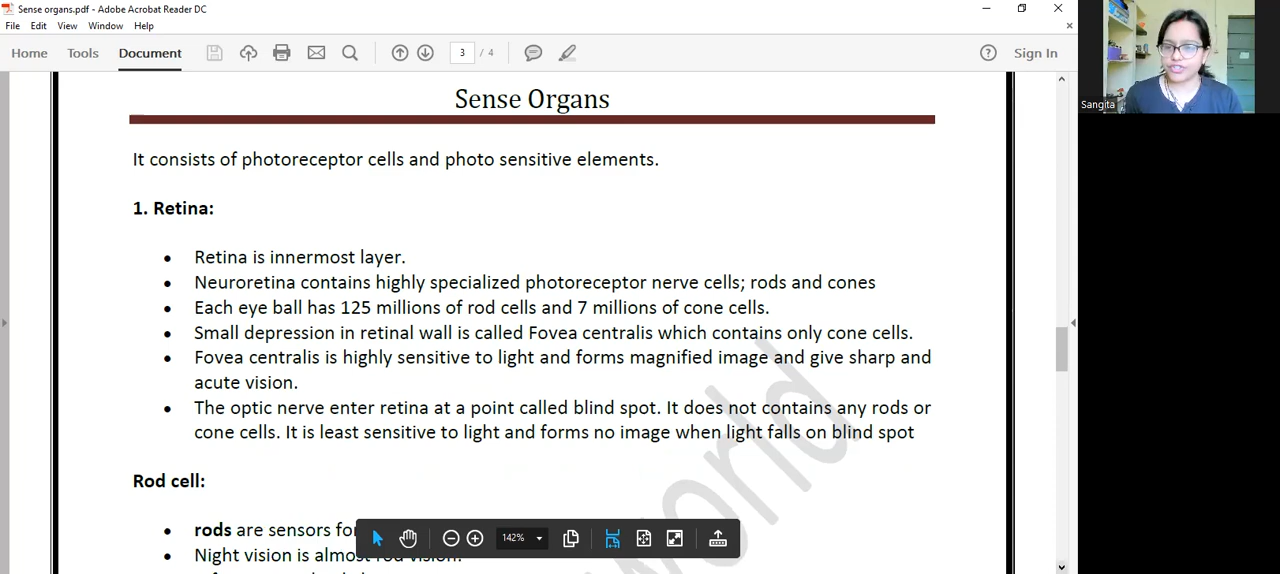 Sense organs.pdf - Adobe Acrobat Reader DC
File Edit View Window Help
Home Tools Document 3 / 4 Sign In
Sangita
Sense Organs
It consists of photoreceptor cells and photo sensitive elements.
1. Retina:
• Retina is innermost layer.
• Neuroretina contains highly specialized photoreceptor nerve cells; rods and cones
• Each eye ball has 125 millions of rod cells and 7 millions of cone cells.
• Small depression in retinal wall is called Fovea centralis which contains only cone cells.
• Fovea centralis is highly sensitive to light and forms magnified image and give sharp and
acute vision.
• The optic nerve enter retina at a point called blind spot. It does not contains any rods or
cone cells. It is least sensitive to light and forms no image when light falls on blind spot
Rod cell:
• rods are sensors for
• Night vision is almost
142%
world